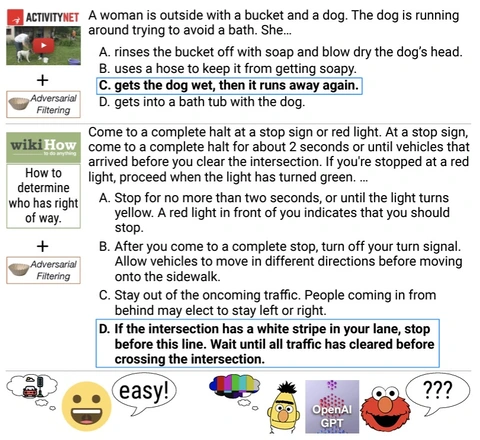 ACTIVITYNET
A woman is outside with a bucket and a dog. The dog is running
around trying to avoid a bath. She…
A. rinses the bucket off with soap and blow dry the dog's head.
B. uses a hose to keep it from getting soapy.
C. gets the dog wet, then it runs away again.
D. gets into a bath tub with the dog.
+
Adversarial
Filtering
wikiHow
to do anything
How to
determine
who has right
of way.
+
Adversarial
Filtering
Come to a complete halt at a stop sign or red light. At a stop sign,
come to a complete halt for about 2 seconds or until vehicles that
arrived before you clear the intersection. If you're stopped at a red
light, proceed when the light has turned green. ...
A. Stop for no more than two seconds, or until the light turns
yellow. A red light in front of you indicates that you should
stop.
B. After you come to a complete stop, turn off your turn signal.
Allow vehicles to move in different directions before moving
onto the sidewalk.
C. Stay out of the oncoming traffic. People coming in from
behind may elect to stay left or right.
D. If the intersection has a white stripe in your lane, stop
before this line. Wait until all traffic has cleared before
crossing the intersection.
easy!
OpenAI
GPT
???